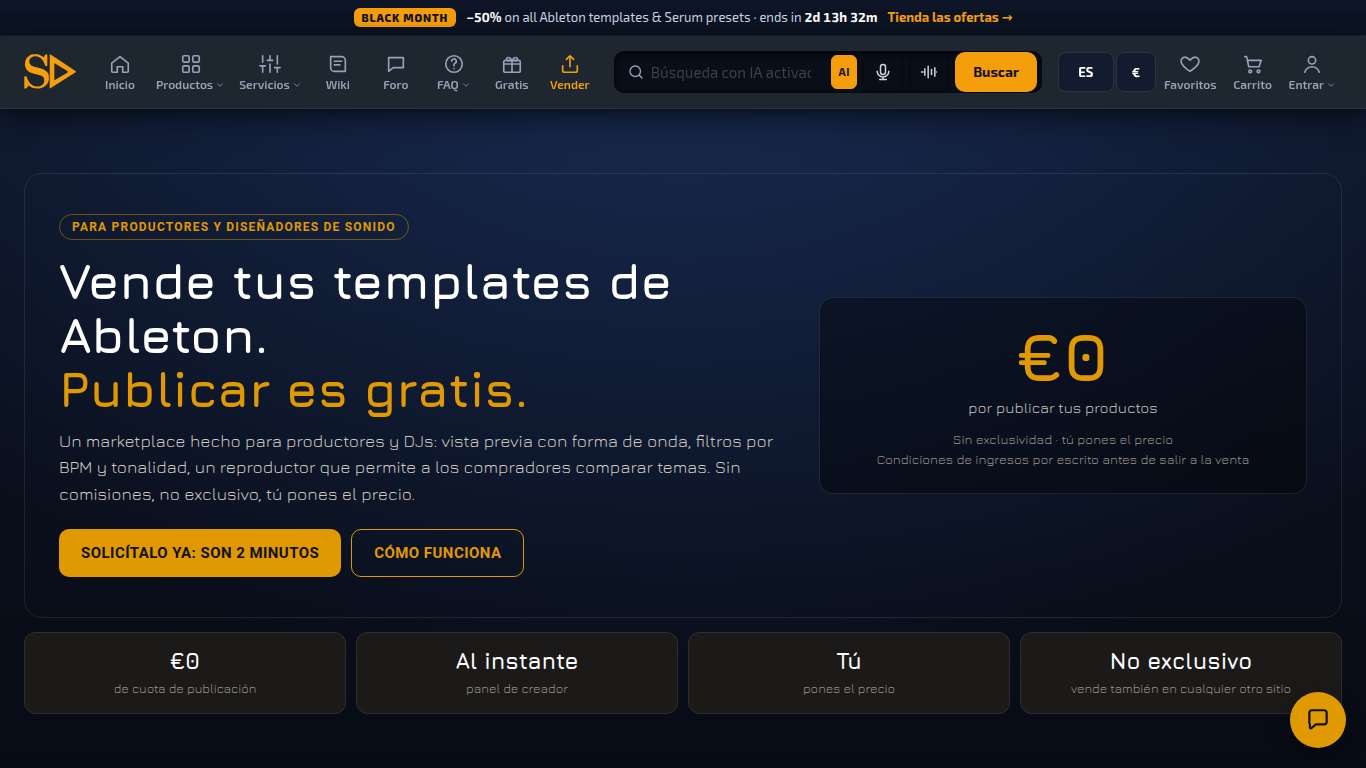 BLACK MONTH –50% on all Ableton templates & Serum presets · ends in 2d 13h 32m Tienda las ofertas →
Inicio
Productos
Servicios
Wiki
Foro
FAQ
Gratis
Vender
AI
Buscar
ES
€
Favoritos
Carrito
Entrar
PARA PRODUCTORES Y DISEÑADORES DE SONIDO
Vende tus templates de
Ableton.
Publicar es gratis.
Un marketplace hecho para productores y DJs: vista previa con forma de onda, filtros por
BPM y tonalidad, un reproductor que permite a los compradores comparar temas. Sin
comisiones, no exclusivo, tú pones el precio.
SOLICÍTALO YA: SON 2 MINUTOS
CÓMO FUNCIONA
€0
por publicar tus productos
Sin exclusividad · tú pones el precio
Condiciones de ingresos por escrito antes de salir a la venta
€0
de cuota de publicación
Al instante
panel de creador
Tú
pones el precio
No exclusivo
vende también en cualquier otro sitio